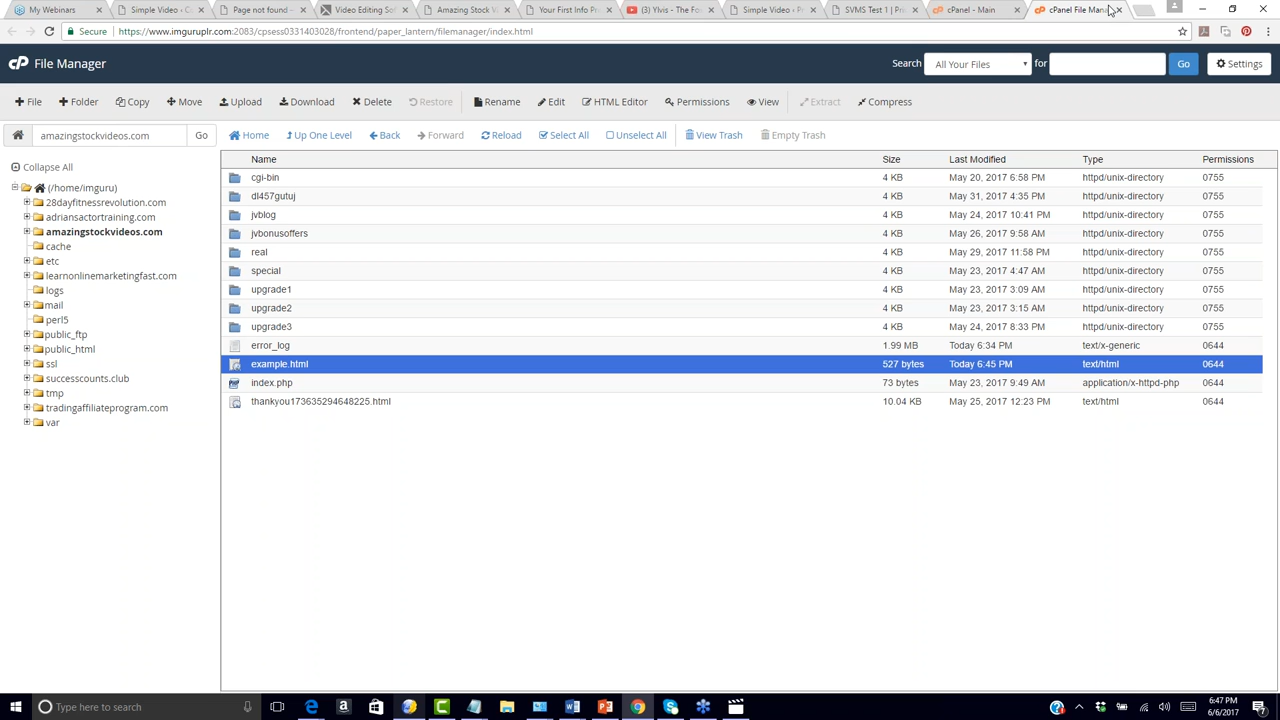 My Webinars
Simple Video ‹ Co
Page not found –
Video Editing Sof
Amazing Stock V
Your First Info Pr
(3) Ylvis - The Fox
Simple Video ‹ P
SVMS Test 1 | Pri
cPanel - Main
cPanel File Mana
Secure https://www.imguruplr.com:2083/cpsess0331403028/frontend/paper_lantern/filemanager/index.html
cP File Manager
Search All Your Files for Go Settings
File Folder Copy Move Upload Download Delete Restore Rename Edit HTML Editor Permissions View Extract Compress
amazingstockvideos.com Go Home Up One Level Back Forward Reload Select All Unselect All View Trash Empty Trash
Collapse All
(/home/imguru)
28dayfitnessrevolution.com
adriansactortraining.com
amazingstockvideos.com
cache
etc
learnonlinemarketingfast.com
logs
mail
perl5
public_ftp
public_html
ssl
successcounts.club
tmp
tradingaffiliateprogram.com
var
Name Size Last Modified Type Permissions
cgi-bin 4 KB May 20, 2017 6:58 PM httpd/unix-directory 0755
dl457gutuj 4 KB May 31, 2017 4:35 PM httpd/unix-directory 0755
jvblog 4 KB May 24, 2017 10:41 PM httpd/unix-directory 0755
jvbonusoffers 4 KB May 26, 2017 9:58 AM httpd/unix-directory 0755
real 4 KB May 29, 2017 11:58 PM httpd/unix-directory 0755
special 4 KB May 23, 2017 4:47 AM httpd/unix-directory 0755
upgrade1 4 KB May 23, 2017 3:09 AM httpd/unix-directory 0755
upgrade2 4 KB May 23, 2017 3:15 AM httpd/unix-directory 0755
upgrade3 4 KB May 24, 2017 8:33 PM httpd/unix-directory 0755
error_log 1.99 MB Today 6:34 PM text/x-generic 0644
example.html 527 bytes Today 6:45 PM text/html 0644
index.php 73 bytes May 23, 2017 9:49 AM application/x-httpd-php 0644
thankyou173635294648225.html 10.04 KB May 25, 2017 12:23 PM text/html 0644
Type here to search
6:47 PM
6/6/2017